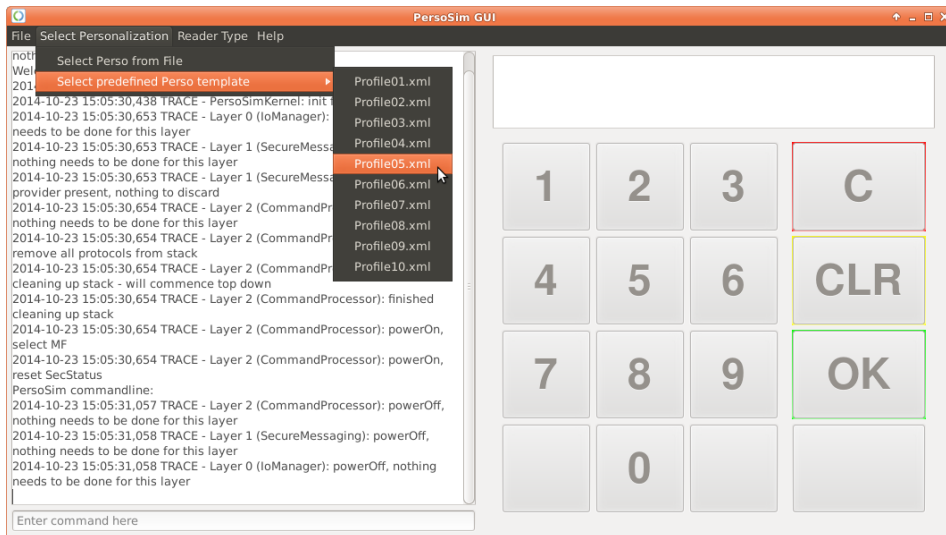 PersoSim GUI
File Select Personalization Reader Type Help
Select Perso from File
Select predefined Perso template
Profile01.xml
Profile02.xml
Profile03.xml
Profile04.xml
Profile05.xml
Profile06.xml
Profile07.xml
Profile08.xml
Profile09.xml
Profile10.xml
2014-10-23 15:05:30,438 TRACE - PersoSimKernel: init
2014-10-23 15:05:30,653 TRACE - Layer 0 (IoManager):
needs to be done for this layer
2014-10-23 15:05:30,653 TRACE - Layer 1 (SecureMessa
nothing needs to be done for this layer
2014-10-23 15:05:30,653 TRACE - Layer 1 (SecureMessa
provider present, nothing to discard
2014-10-23 15:05:30,654 TRACE - Layer 2 (CommandPr
nothing needs to be done for this layer
2014-10-23 15:05:30,654 TRACE - Layer 2 (CommandPr
remove all protocols from stack
2014-10-23 15:05:30,654 TRACE - Layer 2 (CommandPr
cleaning up stack - will commence top down
2014-10-23 15:05:30,654 TRACE - Layer 2 (CommandProcessor): finished
cleaning up stack
2014-10-23 15:05:30,654 TRACE - Layer 2 (CommandProcessor): powerOn,
select MF
2014-10-23 15:05:30,654 TRACE - Layer 2 (CommandProcessor): powerOn,
reset SecStatus
PersoSim commandline:
2014-10-23 15:05:31,057 TRACE - Layer 2 (CommandProcessor): powerOff,
nothing needs to be done for this layer
2014-10-23 15:05:31,058 TRACE - Layer 1 (SecureMessaging): powerOff,
nothing needs to be done for this layer
2014-10-23 15:05:31,058 TRACE - Layer 0 (IoManager): powerOff, nothing
needs to be done for this layer
Enter command here
1 2 3 C
4 5 6 CLR
7 8 9 OK
0